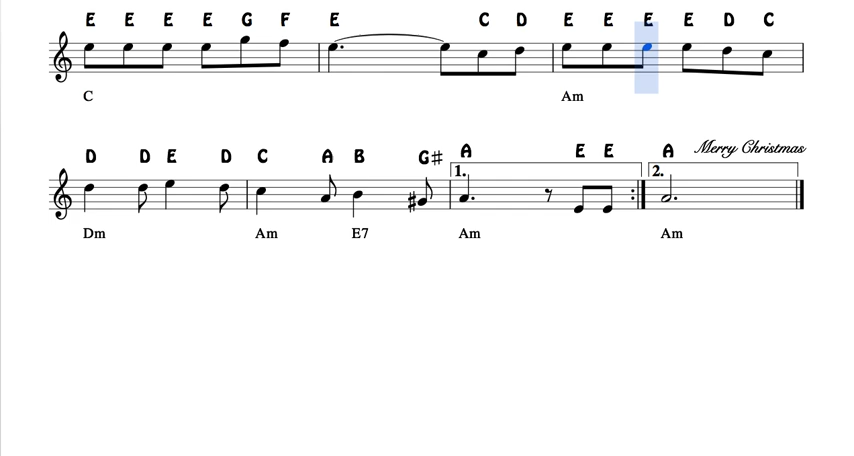 E E E E G F E C D E E E E D C
C Am
D D E D C A B G# A E E A Merry Christmas
1. 2.
Dm Am E7 Am Am